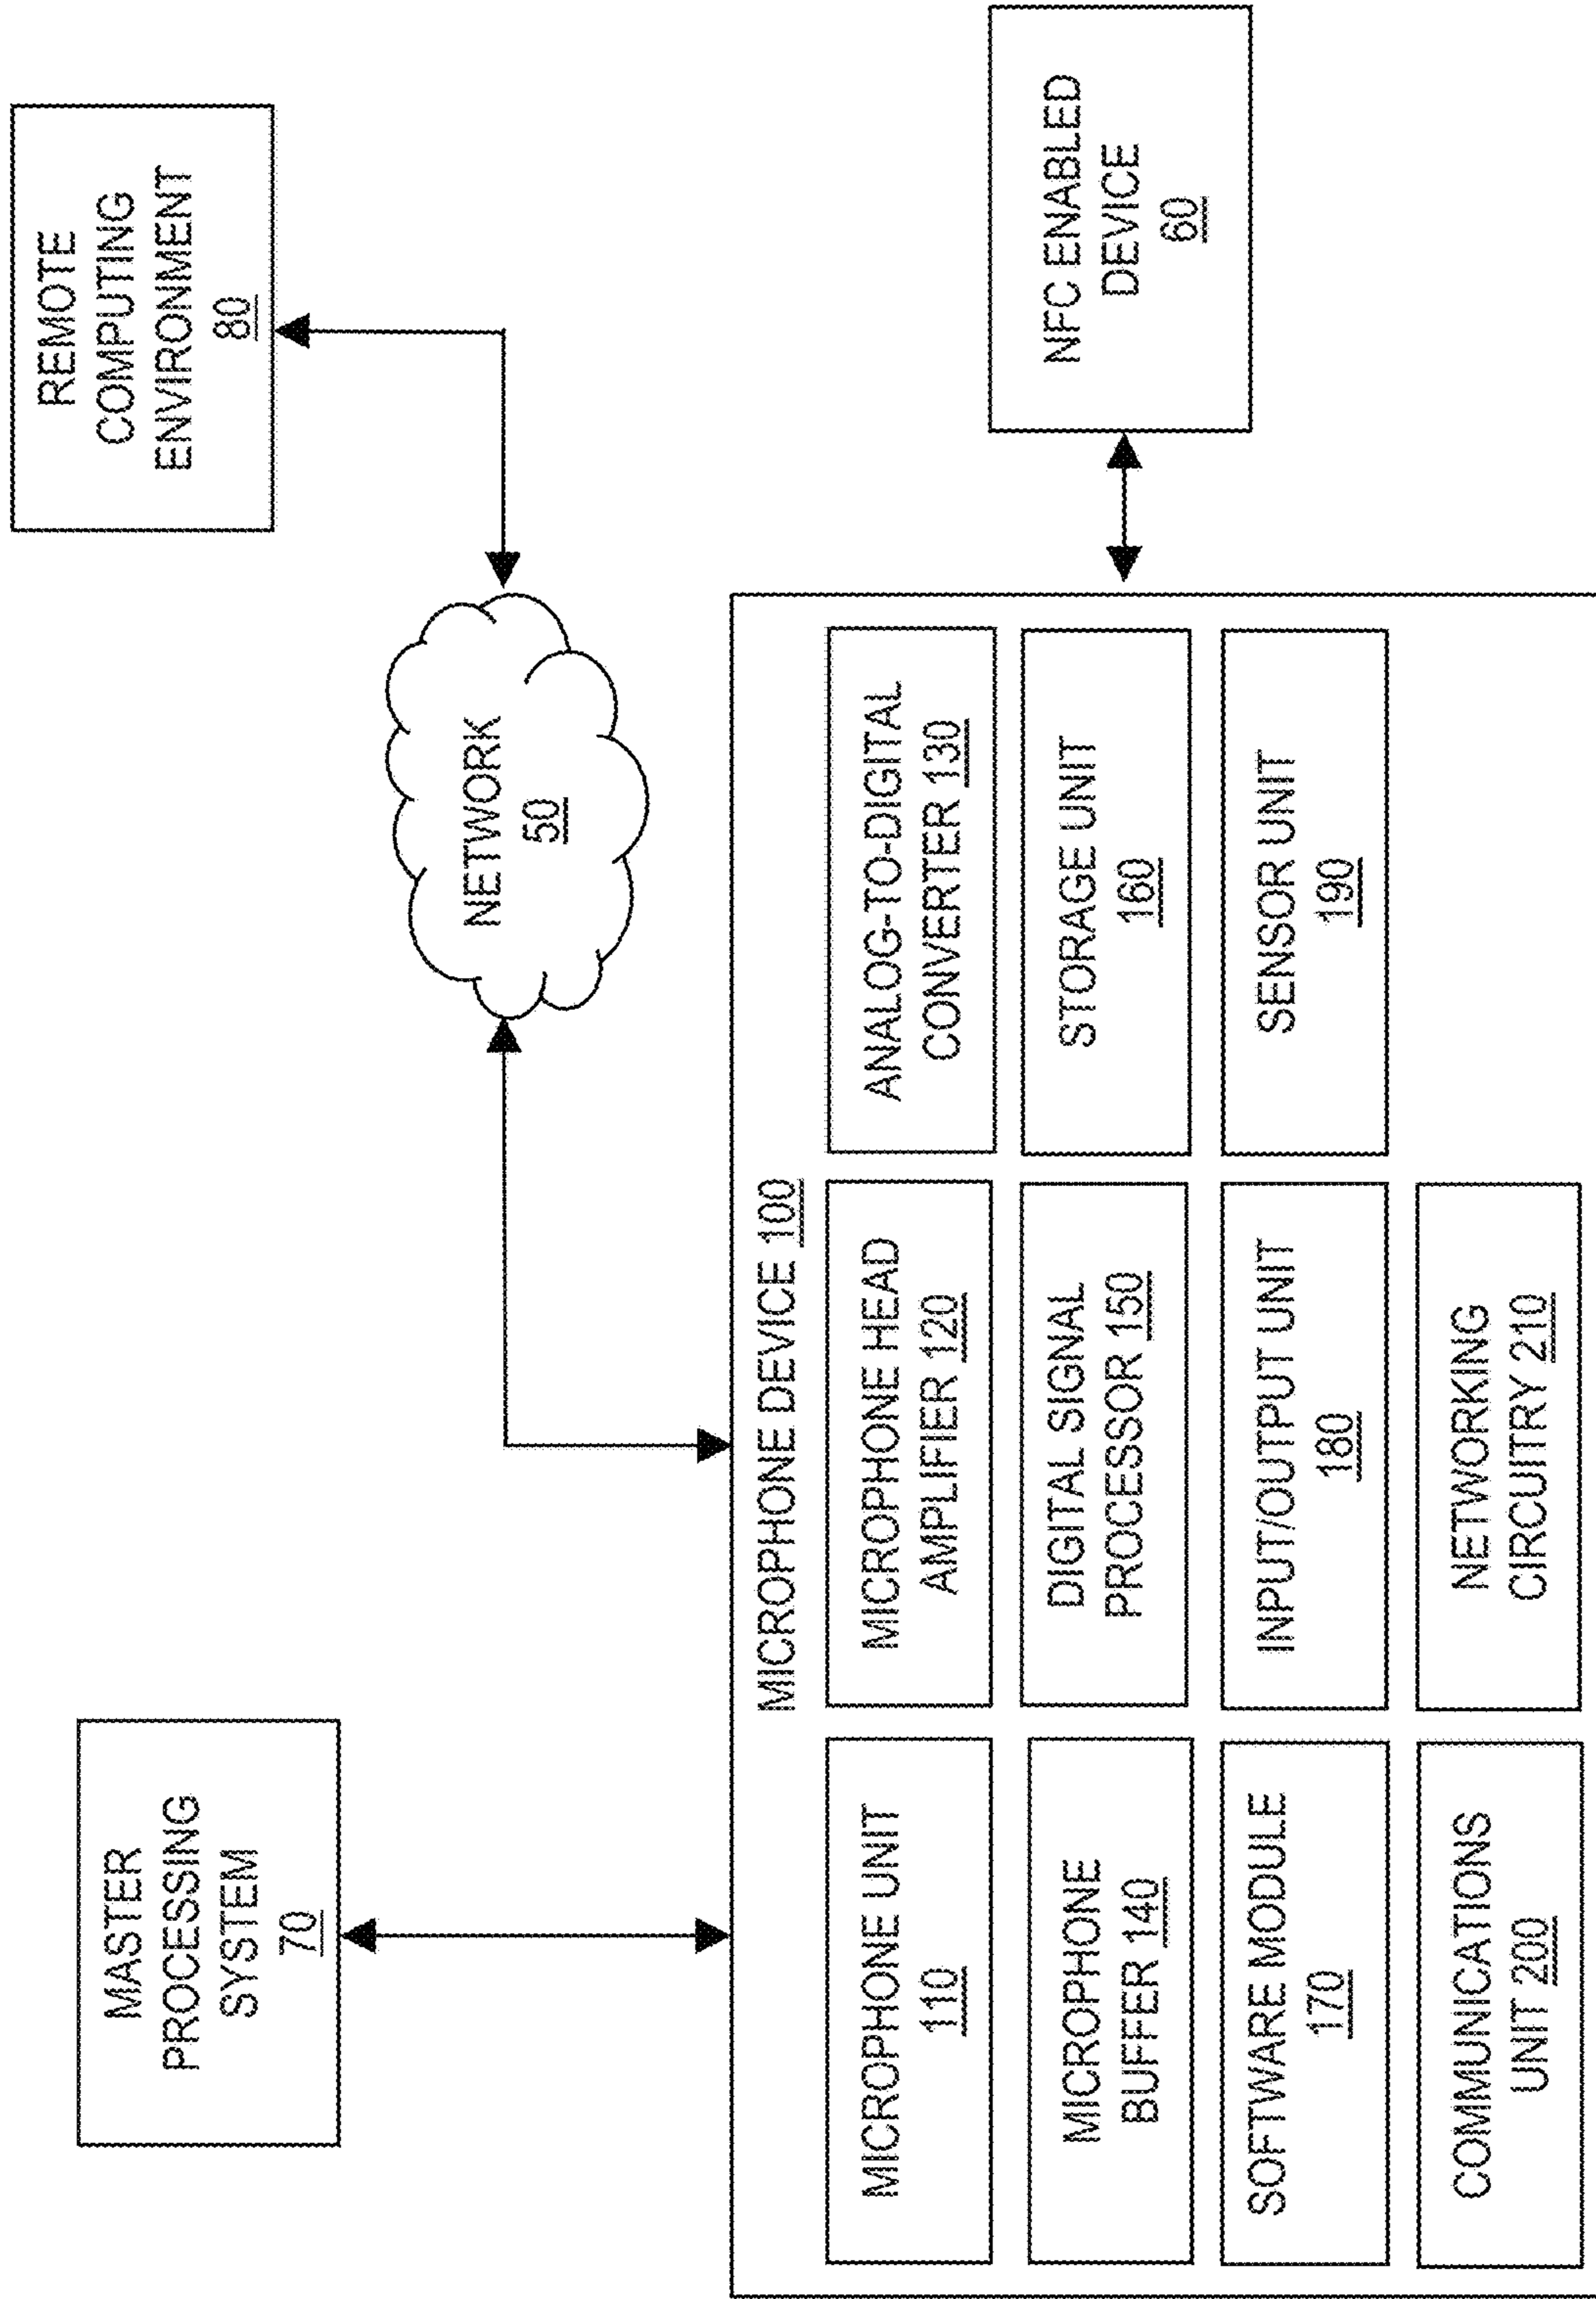 MASTER
PROCESSING
SYSTEM
70
REMOTE
COMPUTING
ENVIRONMENT
80
NETWORK
50
MICROPHONE DEVICE 100
MICROPHONE UNIT
110
MICROPHONE HEAD
AMPLIFIER 120
ANALOG-TO-DIGITAL
CONVERTER 130
MICROPHONE
BUFFER 140
DIGITAL SIGNAL
PROCESSOR 150
STORAGE UNIT
160
SOFTWARE MODULE
170
INPUT/OUTPUT UNIT
180
SENSOR UNIT
190
COMMUNICATIONS
UNIT 200
NETWORKING
CIRCUITRY 210
NFC ENABLED
DEVICE
60